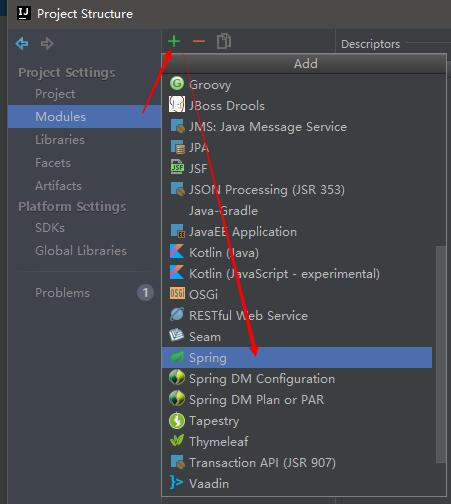 IJ Project Structure
Descriptors
Project Settings
Project
Modules
Libraries
Facets
Artifacts
Platform Settings
SDKs
Global Libraries
Problems 1
Add
G Groovy
JBoss Drools
JMS: Java Message Service
JPA
JSF JSF
JSON Processing (JSR 353)
Java-Gradle
JavaEE Application
Kotlin (Java)
Kotlin (JavaScript - experimental)
OSG OSGi
RESTful Web Service
Seam
Spring
Spring DM Configuration
Spring DM Plan or PAR
Tapestry
Thymeleaf
Transaction API (JSR 907)
Vaadin